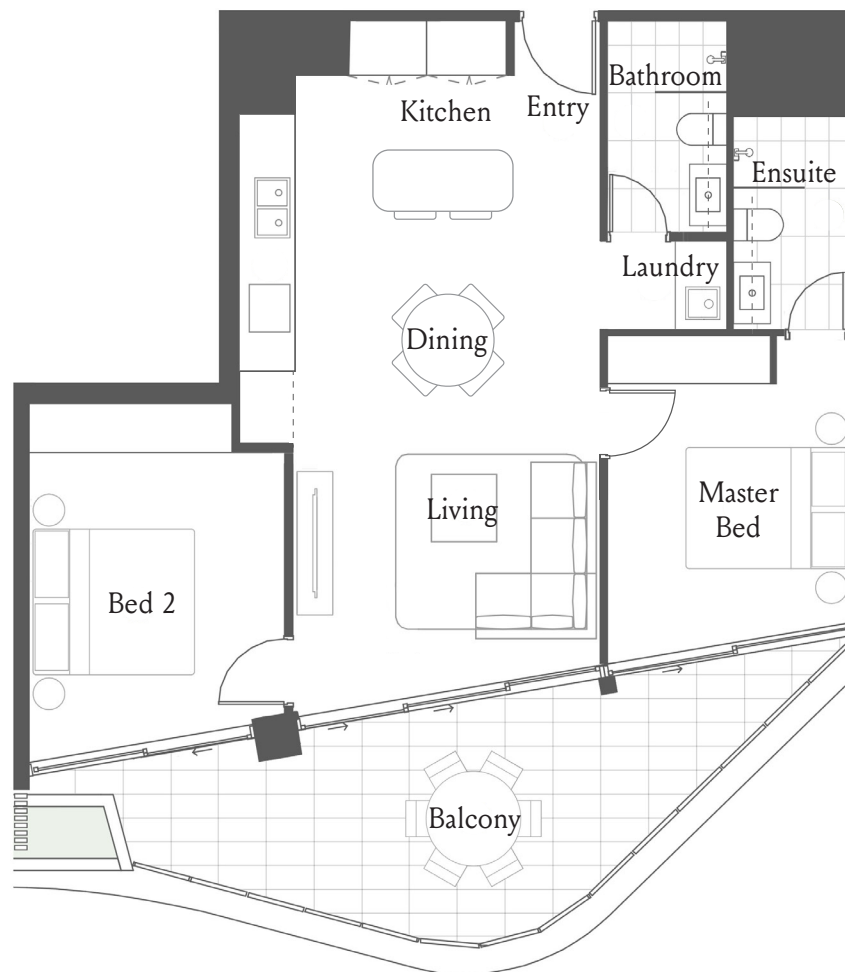 Bathroom
Kitchen
Entry
Ensuite
Laundry
Dining
Living
Master
Bed
Bed 2
Balcony